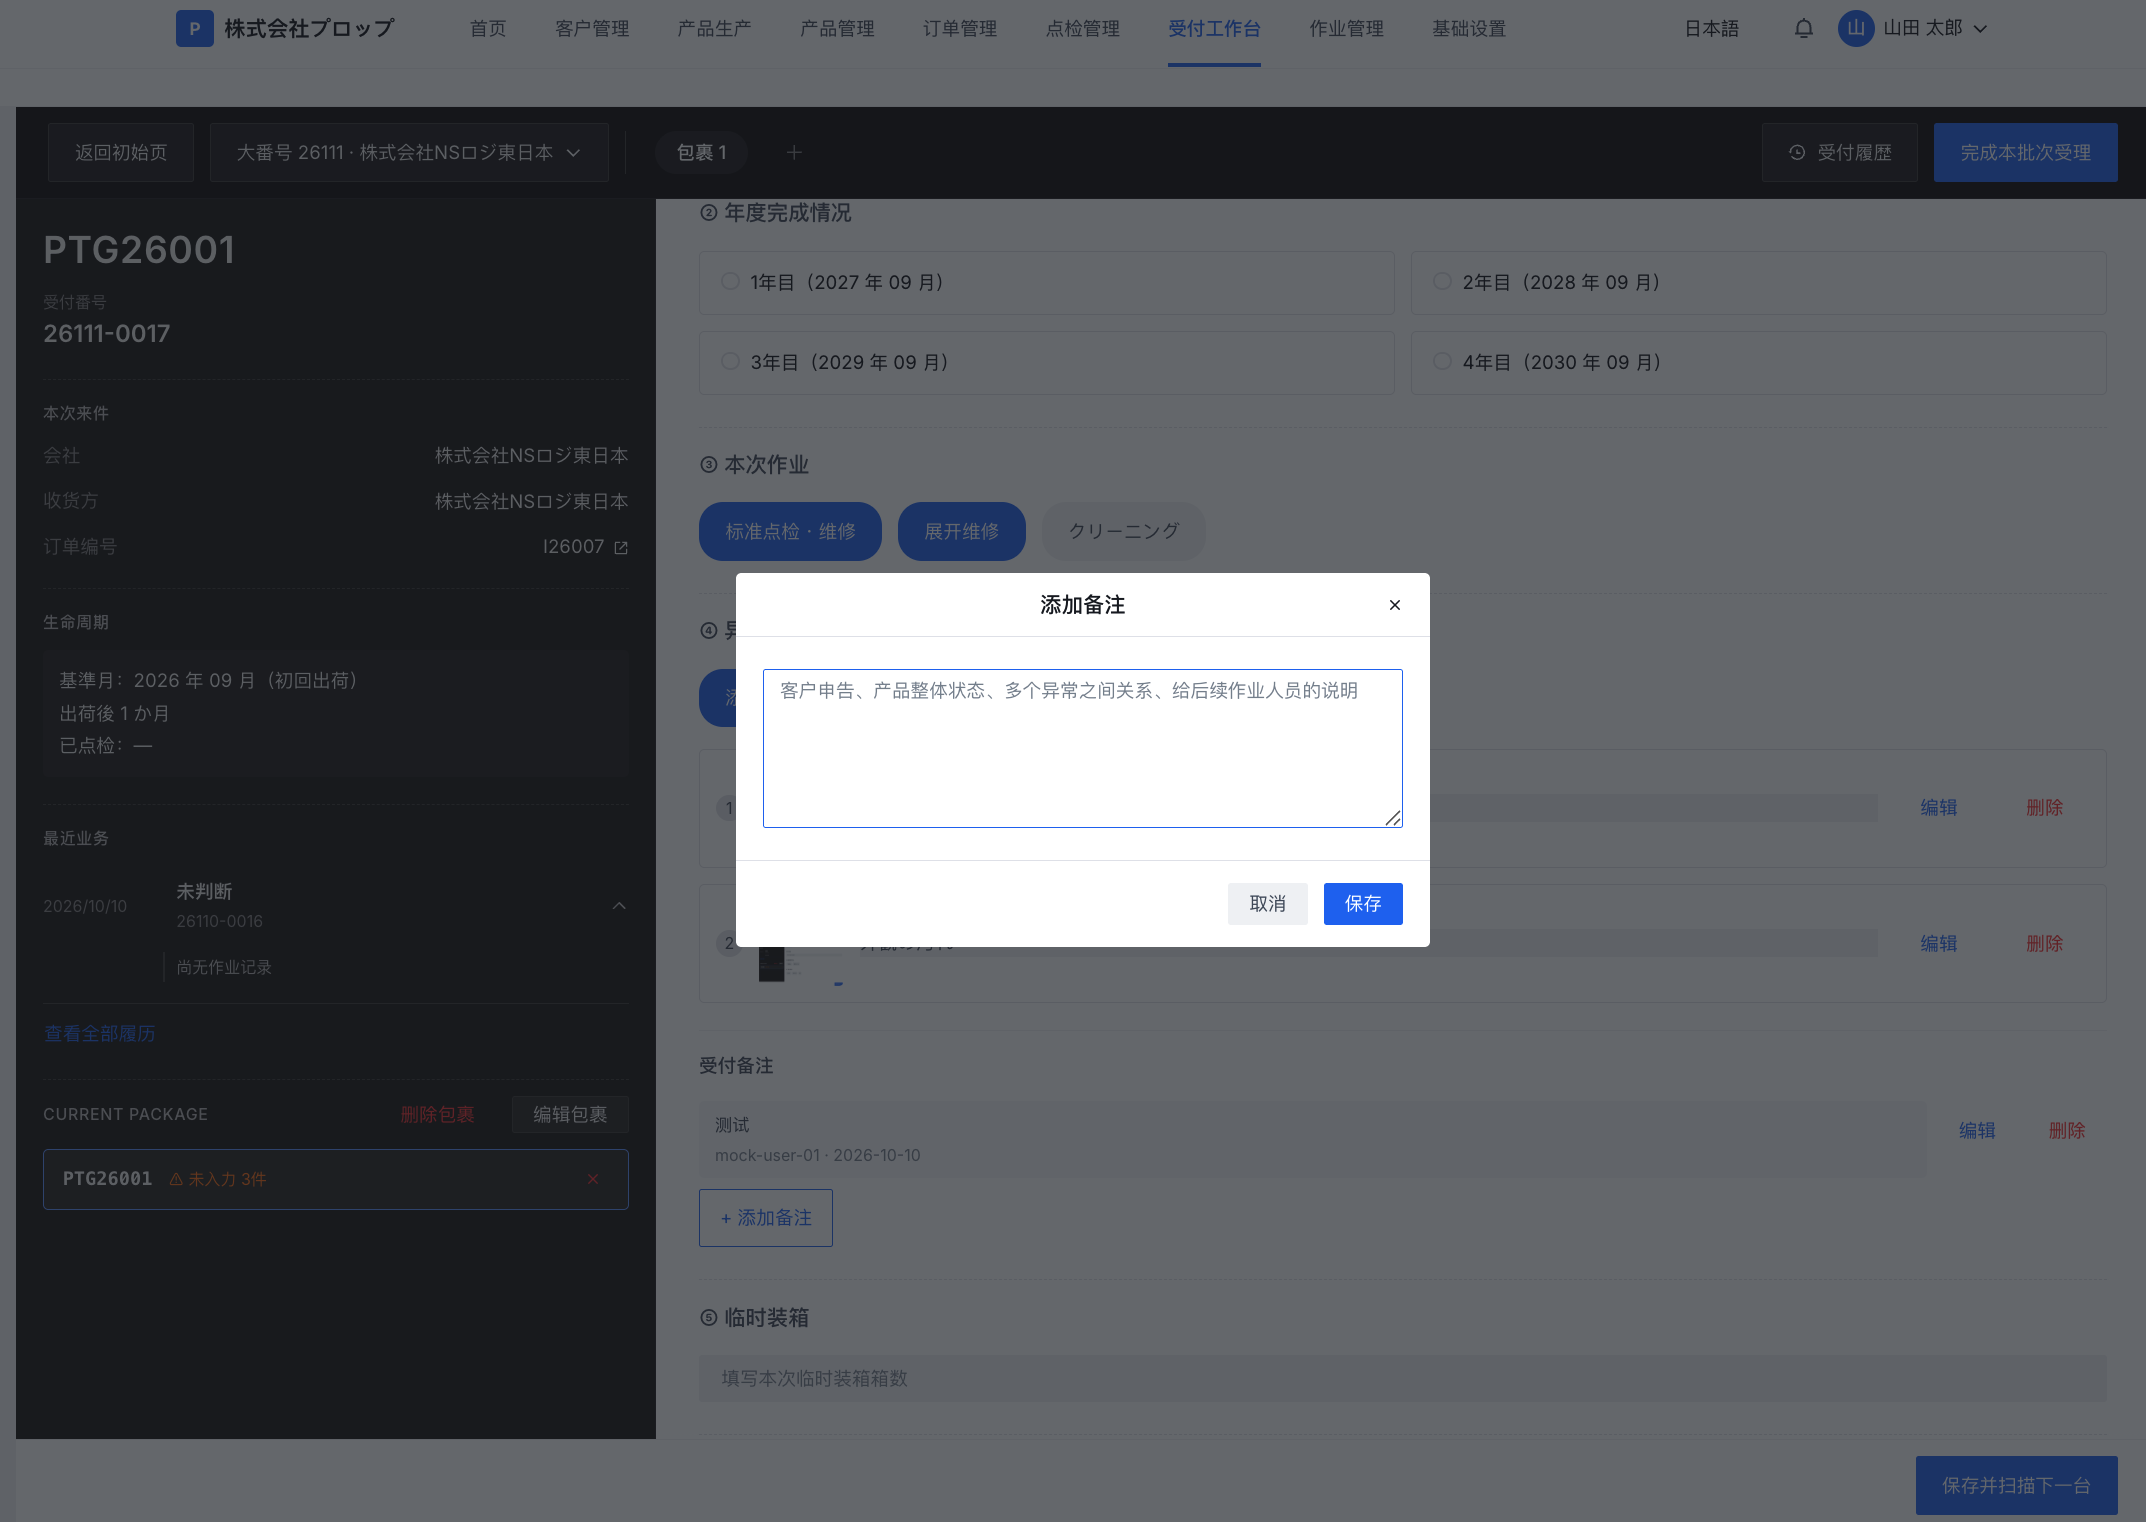 P 株式会社プロップ 首页 客户管理 产品生产 产品管理 订单管理 点检管理 受付工作台 作业管理 基础设置 日本語 山 山田 太郎
返回初始页 大番号 26111 · 株式会社NSロジ東日本 包裹 1 + 受付履歴 完成本批次受理
PTG26001
受付番号
26111-0017
本次来件
会社 株式会社NSロジ東日本
收货方 株式会社NSロジ東日本
订单编号 I26007
生命周期
基準月：2026 年 09 月（初回出荷）
出荷後 1 か月
已点检：—
最近业务
2026/10/10 未判断
26110-0016
尚无作业记录
查看全部履历
CURRENT PACKAGE 删除包裹 编辑包裹
PTG26001 未入力 3件 ×
② 年度完成情况
1年目（2027 年 09 月） 2年目（2028 年 09 月）
3年目（2029 年 09 月） 4年目（2030 年 09 月）
③ 本次作业
标准点检 · 维修 展开维修 クリーニング
④
添加备注 ×
客户申告、产品整体状态、多个异常之间关系、给后续作业人员的说明
取消 保存
1 编辑 删除
2 编辑 删除
受付备注
测试
mock-user-01 · 2026-10-10
编辑 删除
+ 添加备注
⑤ 临时装箱
填写本次临时装箱箱数
保存并扫描下一台